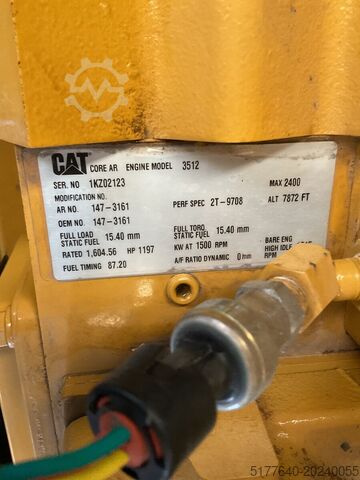 CAT CORE AR ENGINE MODEL 3512
SER. NO 1KZ02123 MAX 2400
MODIFICATION NO. ALT 7872 FT
AR NO. 147-3161 PERF SPEC 2T-9708
OEM NO. 147-3161
FULL LOAD STATIC FUEL 15.40 mm FULL TORQ. STATIC FUEL 15.40 mm
RATED 1,604.56 HP 1197 KW AT 1500 RPM BARE ENG HIGH IDLE RPM
FUEL TIMING 87.20 A/F RATIO DYNAMIC 0 mm
5177640-20240055